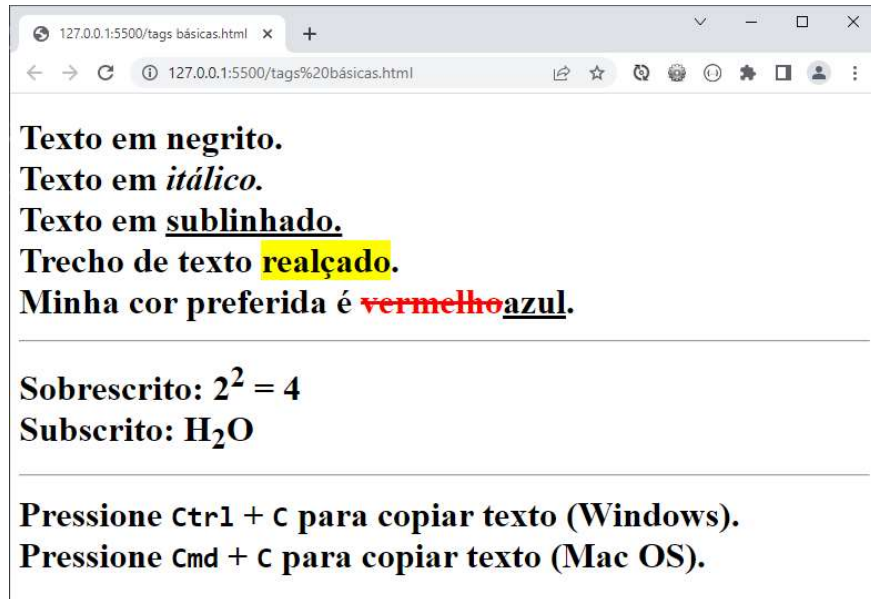 127.0.0.1:5500/tags básicas.html
127.0.0.1:5500/tags%20básicas.html
Texto em negrito.
Texto em itálico.
Texto em sublinhado.
Trecho de texto realçado.
Minha cor preferida é vermelhoazul.
Sobrescrito: 2² = 4
Subscrito: H₂O
Pressione Ctrl + C para copiar texto (Windows).
Pressione Cmd + C para copiar texto (Mac OS).